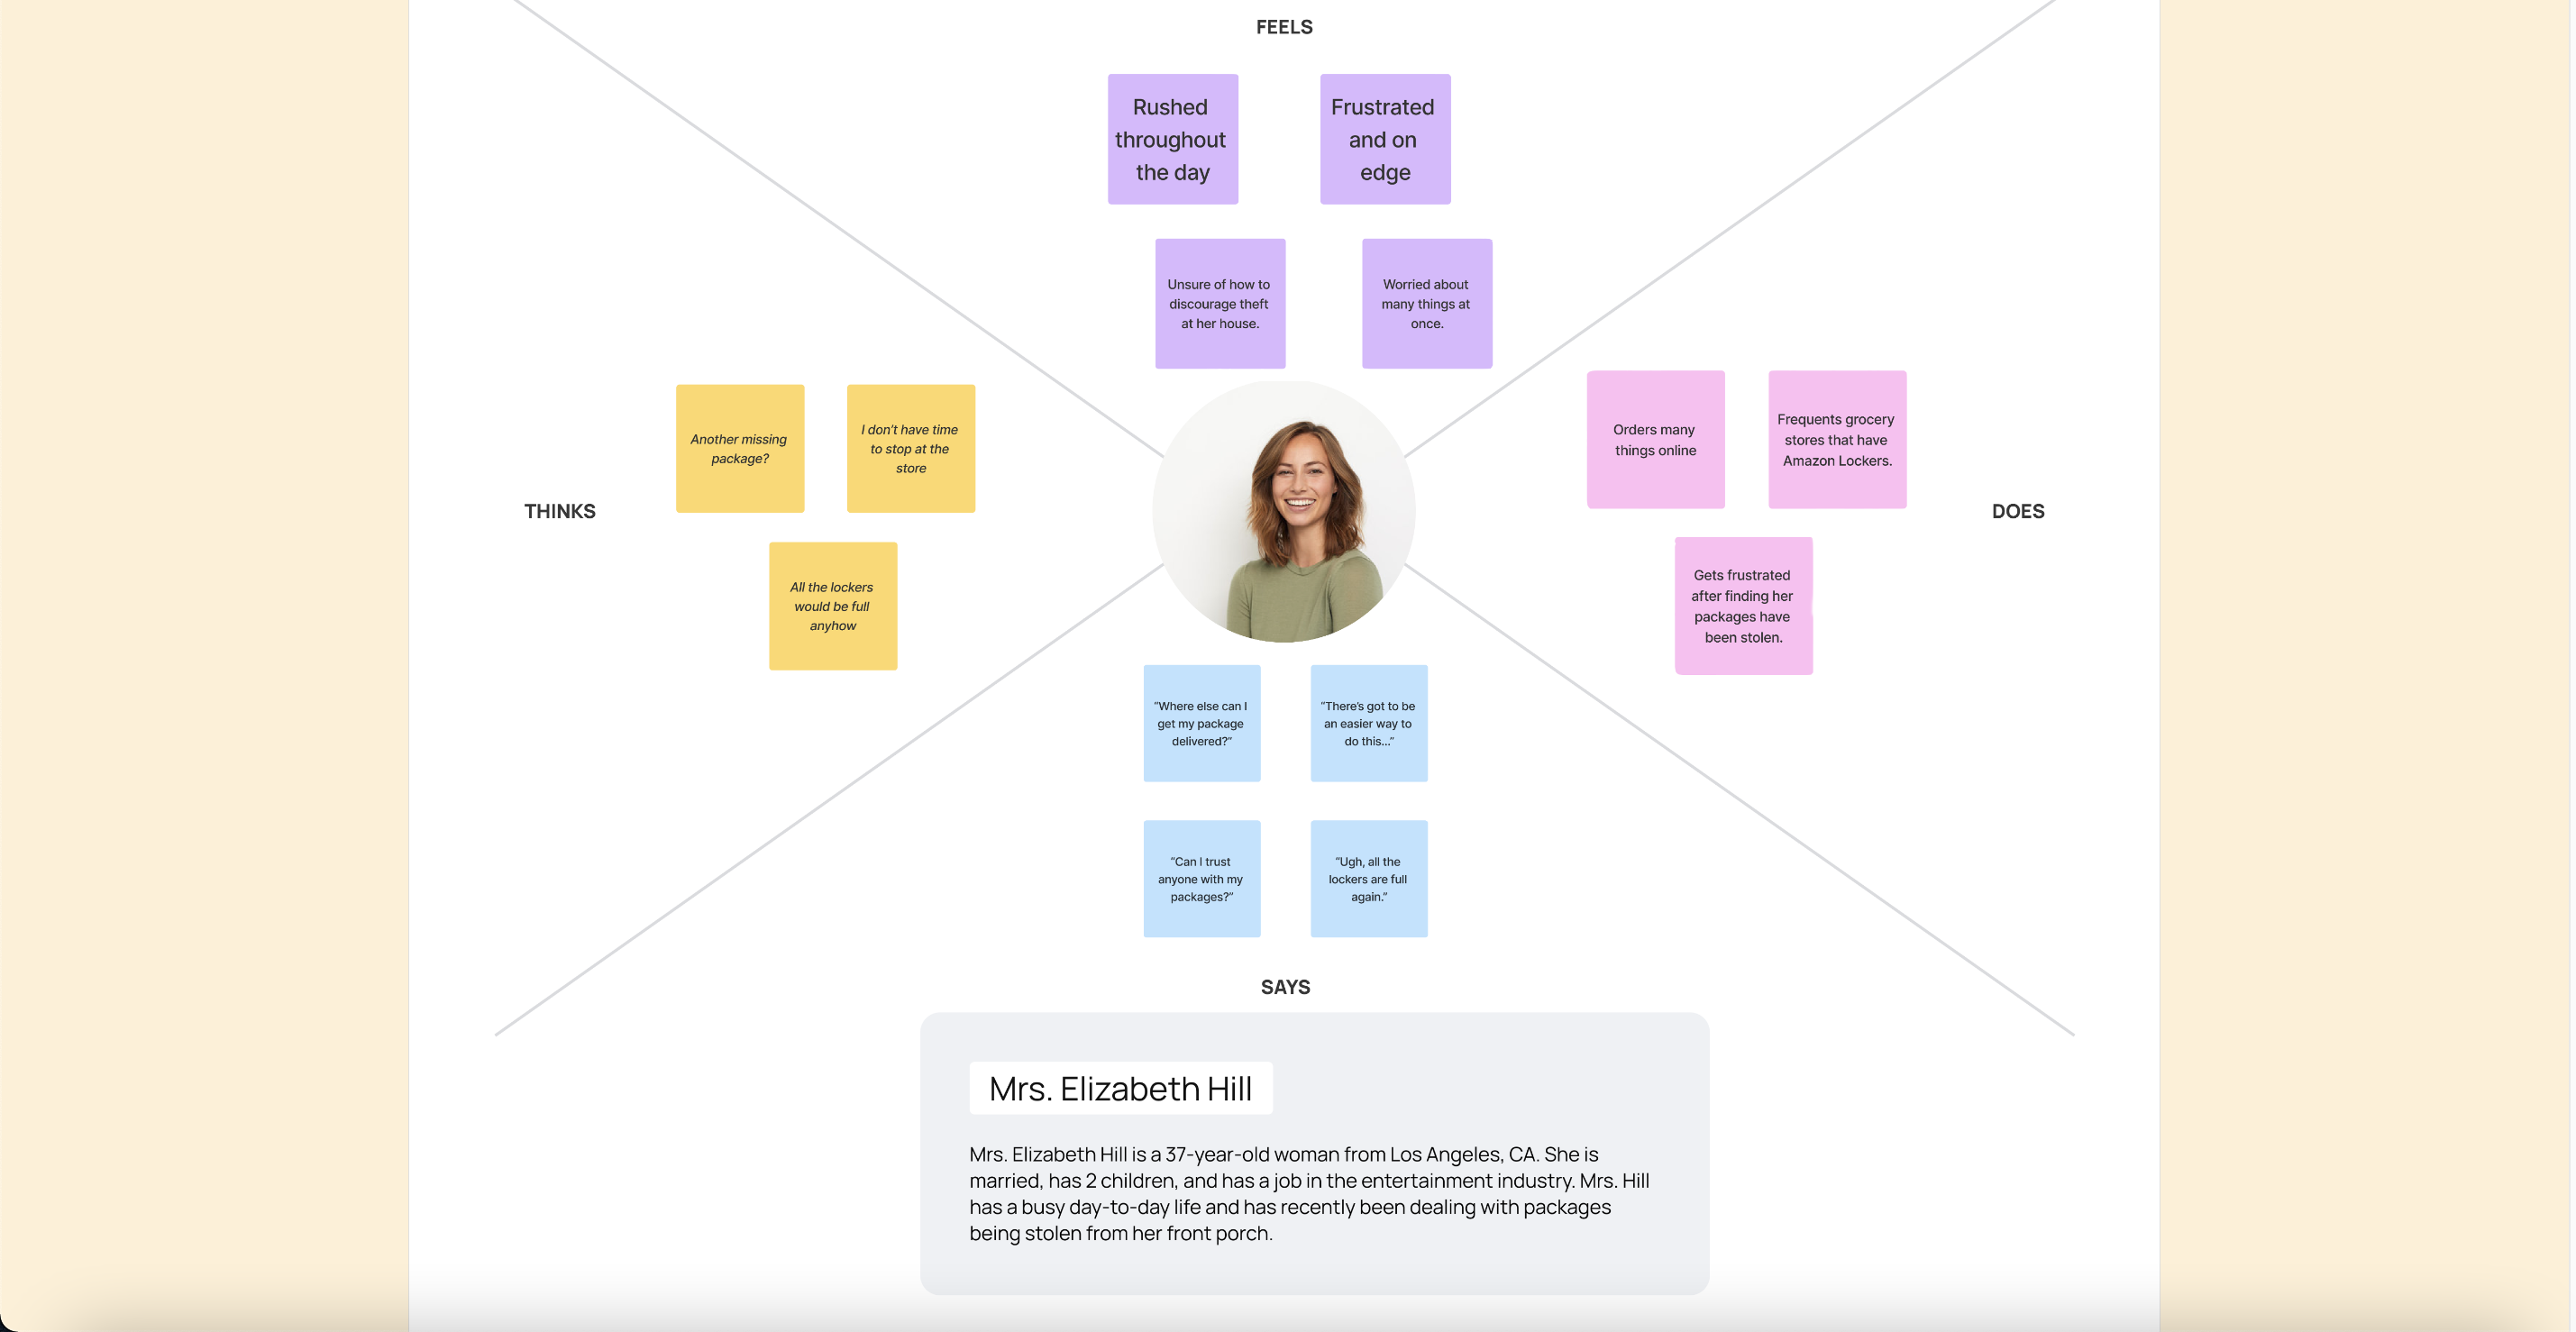 FEELS
Rushed
throughout
the day
Frustrated
and on
edge
Unsure of how to
discourage theft
at her house.
Worried about
many things at
once.
THINKS
Another missing
package?
I don't have time
to stop at the
store
All the lockers
would be full
anyhow
DOES
Orders many
things online
Frequents grocery
stores that have
Amazon Lockers.
Gets frustrated
after finding her
packages have
been stolen.
"Where else can I
get my package
delivered?"
"There's got to be
an easier way to
do this..."
"Can I trust
anyone with my
packages?"
"Ugh, all the
lockers are full
again."
SAYS
Mrs. Elizabeth Hill
Mrs. Elizabeth Hill is a 37-year-old woman from Los Angeles, CA. She is
married, has 2 children, and has a job in the entertainment industry. Mrs. Hill
has a busy day-to-day life and has recently been dealing with packages
being stolen from her front porch.